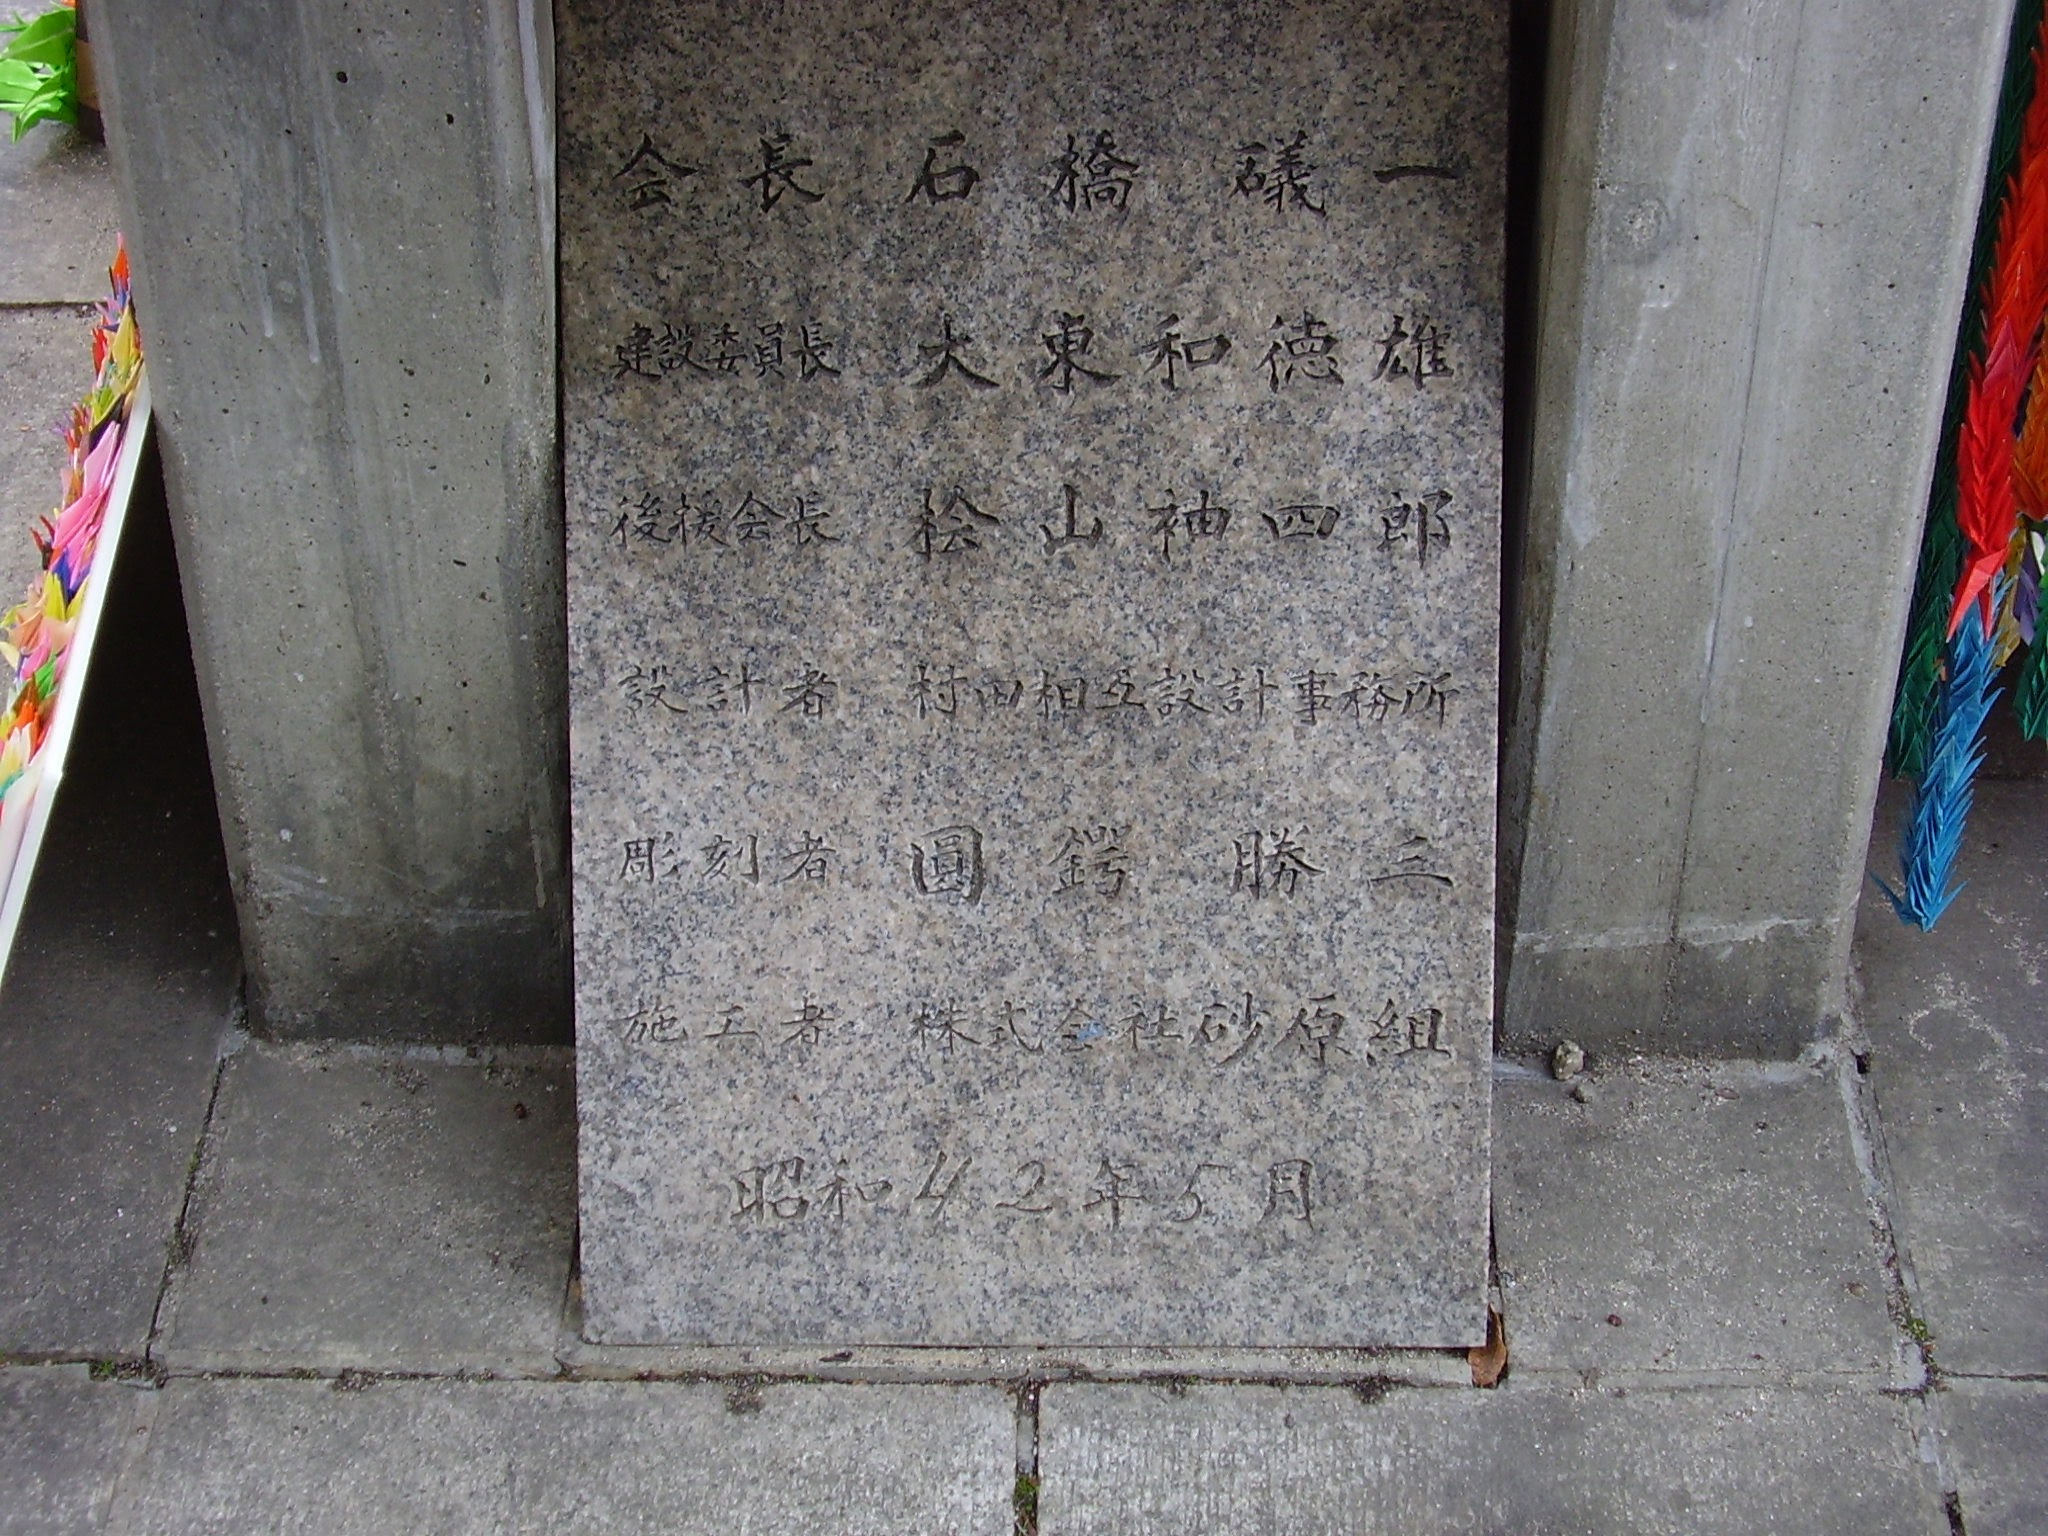 会長 石橋礒一
建設委員長 大東和徳雄
後援会長 桧山袖四郎
設計者 村田相互設計事務所
彫刻者 圓鍔勝三
施工者 株式会社砂原組
昭和42年5月